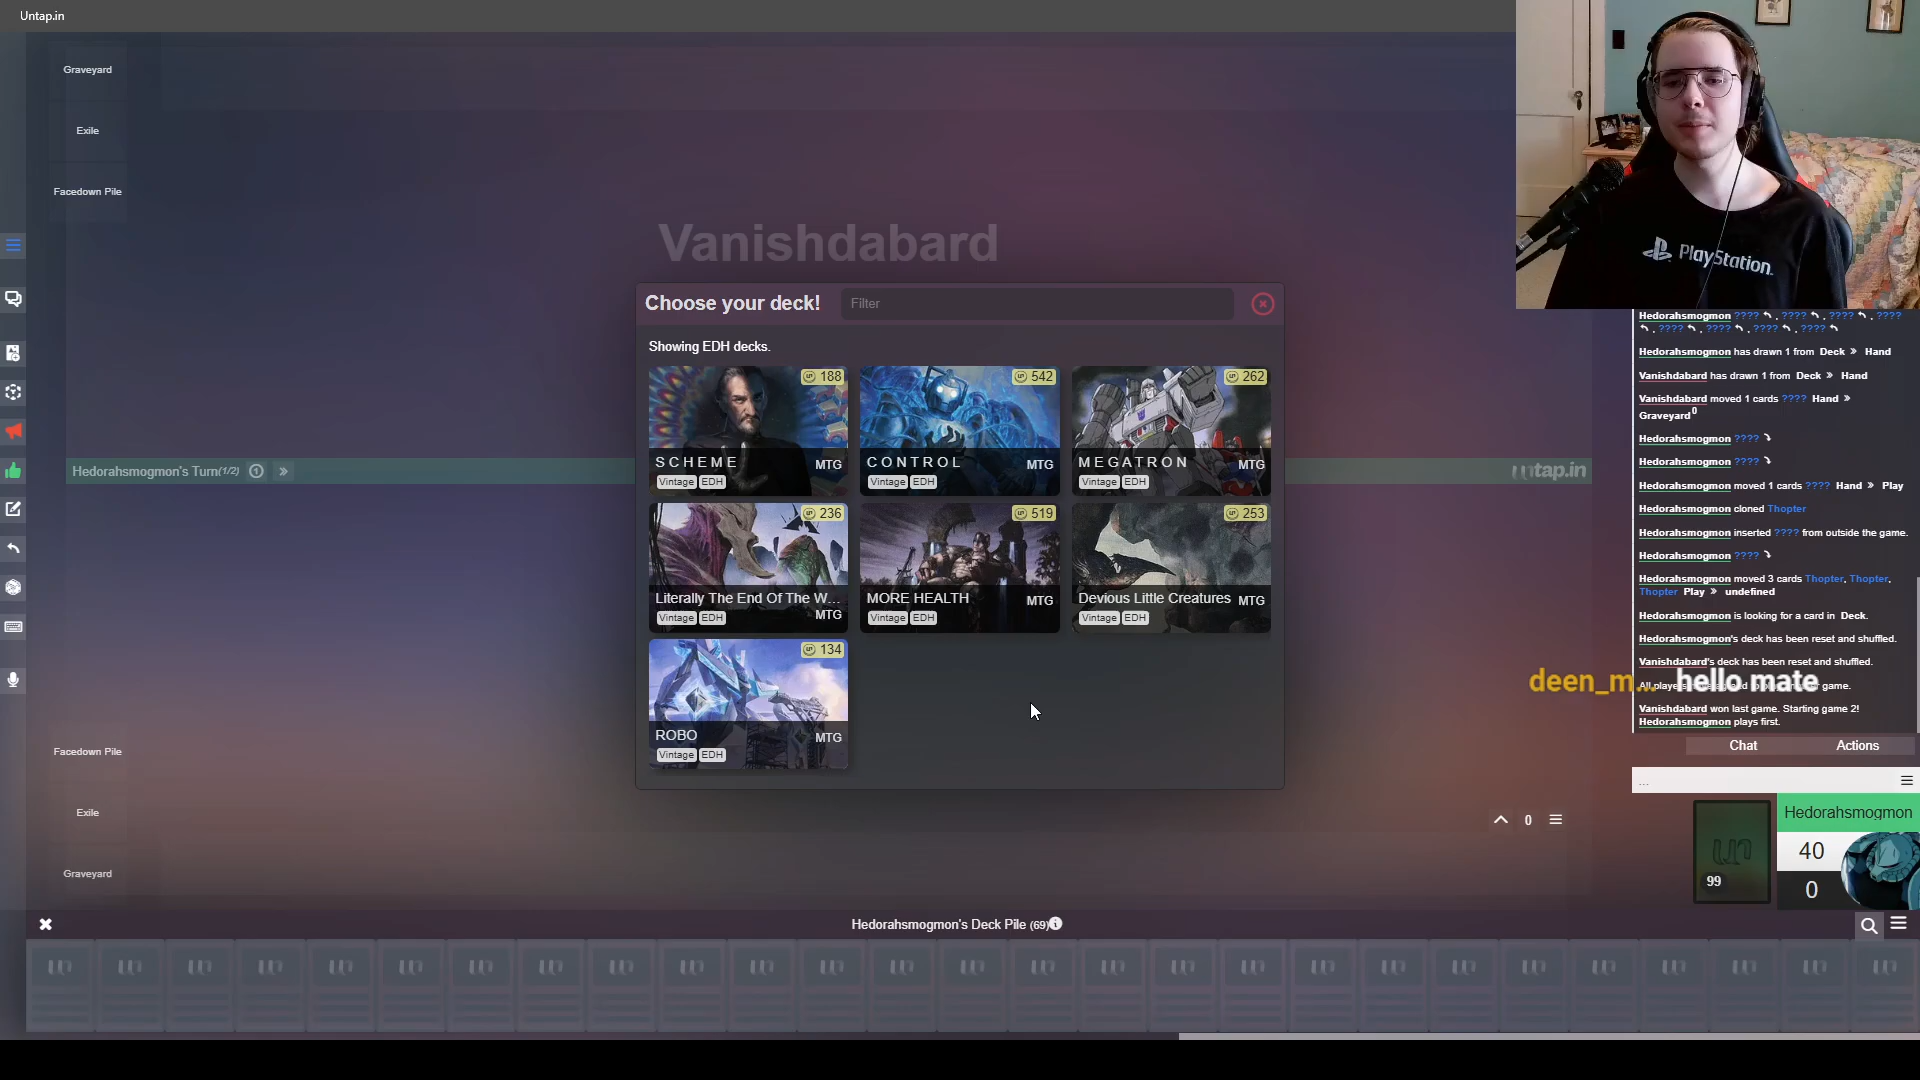 Untap.in
Graveyard
Exile
Facedown Pile
Vanishdabard
Choose your deck!
Filter
Showing EDH decks.
188
SCHEME
MTG
Vintage EDH
542
CONTROL
MTG
Vintage EDH
262
MEGATRON
MTG
Vintage EDH
236
Literally The End Of The W...
MTG
Vintage EDH
519
MORE HEALTH
MTG
Vintage EDH
253
Devious Little Creatures
MTG
Vintage EDH
134
ROBO
MTG
Vintage EDH
Hedorahsmogmon's Turn(1/2) 1
untap.in
PlayStation
Hedorahsmogmon ???? , ???? , ???? , ????
, ???? , ???? , ???? , ????
Hedorahsmogmon has drawn 1 from Deck » Hand
Vanishdabard has drawn 1 from Deck » Hand
Vanishdabard moved 1 cards ???? Hand »
Graveyard0
Hedorahsmogmon ????
Hedorahsmogmon ????
Hedorahsmogmon moved 1 cards ???? Hand » Play
Hedorahsmogmon cloned Thopter
Hedorahsmogmon inserted ???? from outside the game.
Hedorahsmogmon ????
Hedorahsmogmon moved 3 cards Thopter, Thopter,
Thopter Play » undefined
Hedorahsmogmon is looking for a card in Deck.
Hedorahsmogmon's deck has been reset and shuffled.
Vanishdabard's deck has been reset and shuffled.
deen_m... hello mate
All players game.
Vanishdabard won last game. Starting game 2!
Hedorahsmogmon plays first.
Chat Actions
...
Facedown Pile
Exile
Graveyard
0
99
Hedorahsmogmon
40
0
Hedorahsmogmon's Deck Pile (69)